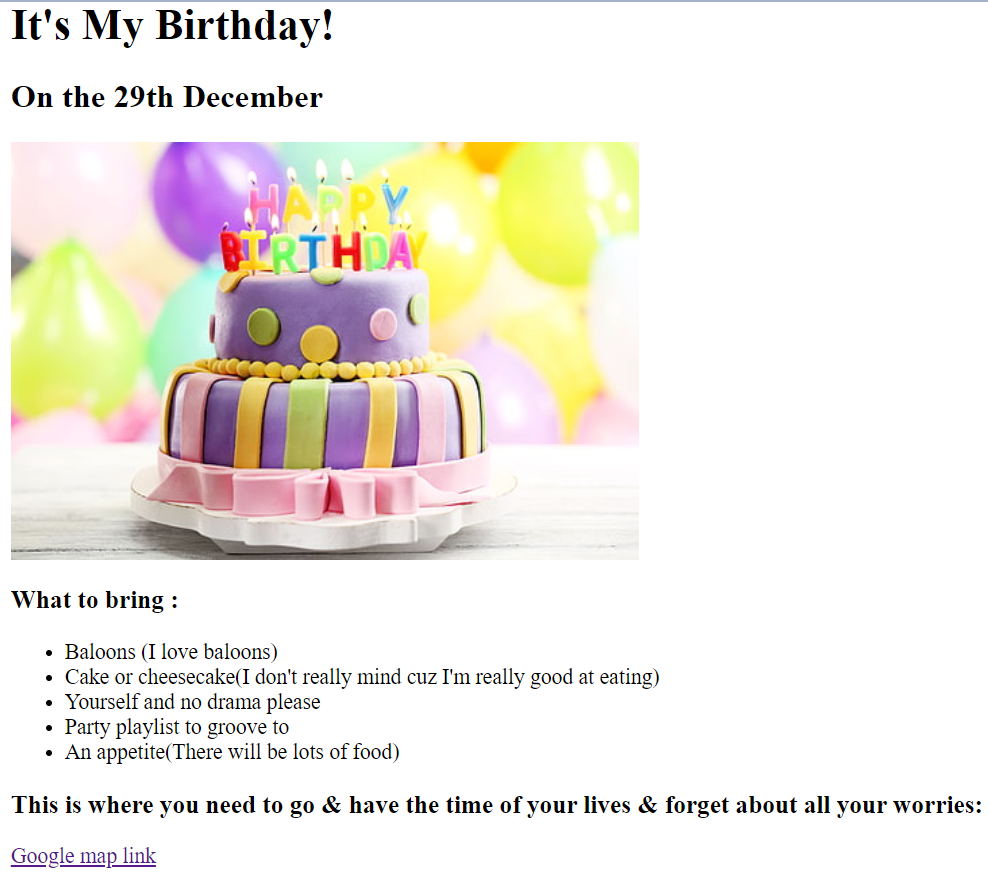 It's My Birthday!
On the 29th December
HAPPY
BIRTHDAY
What to bring :
Baloons (I love baloons)
Cake or cheesecake(I don't really mind cuz I'm really good at eating)
Yourself and no drama please
Party playlist to groove to
An appetite(There will be lots of food)
This is where you need to go & have the time of your lives & forget about all your worries:
Google map link